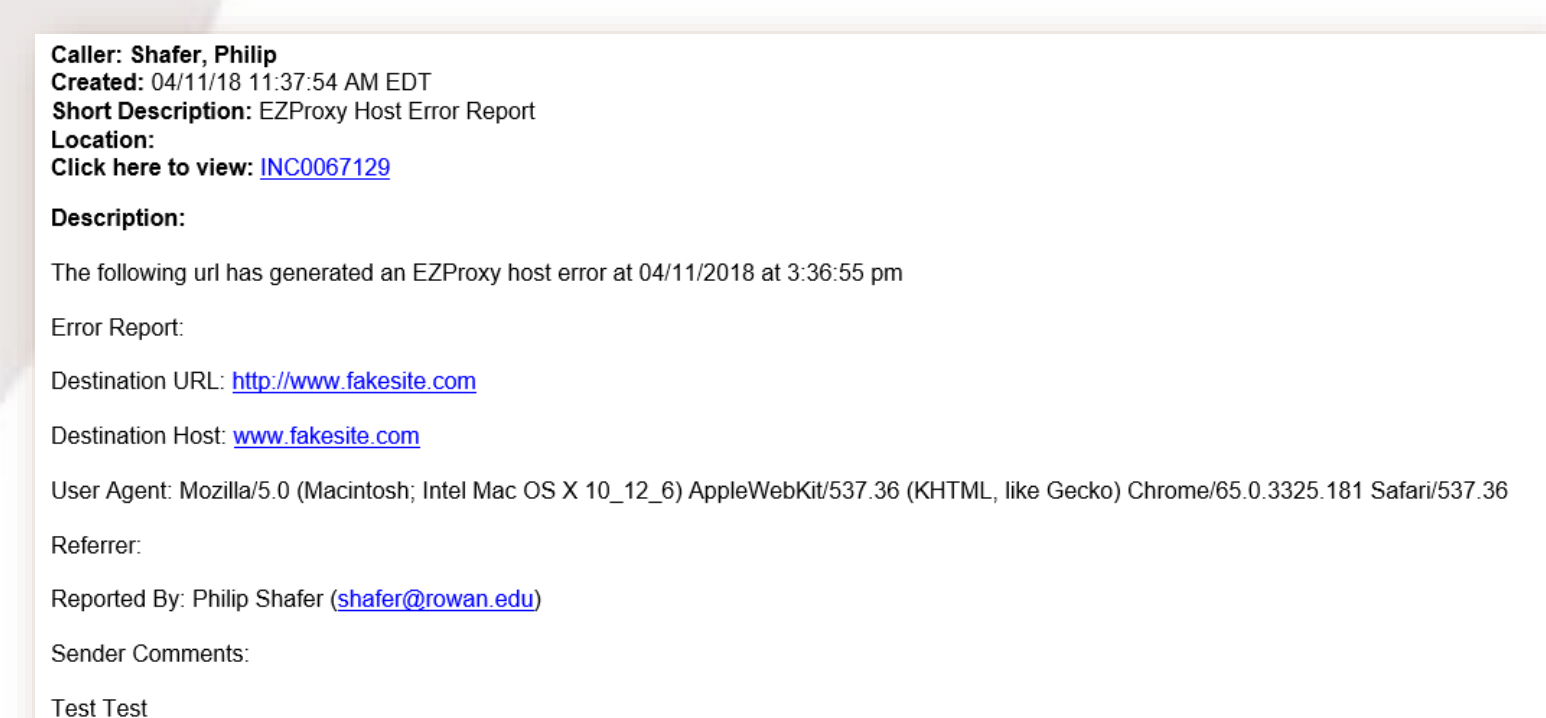 Caller: Shafer, Philip
Created: 04/11/18 11:37:54 AM EDT
Short Description: EZProxy Host Error Report
Location:
Click here to view: INC0067129
Description:
The following url has generated an EZProxy host error at 04/11/2018 at 3:36:55 pm
Error Report:
Destination URL: http://www.fakesite.com
Destination Host: www.fakesite.com
User Agent: Mozilla/5.0 (Macintosh; Intel Mac OS X 10_12_6) AppleWebKit/537.36 (KHTML, like Gecko) Chrome/65.0.3325.181 Safari/537.36
Referrer:
Reported By: Philip Shafer (shafer@rowan.edu)
Sender Comments:
Test Test